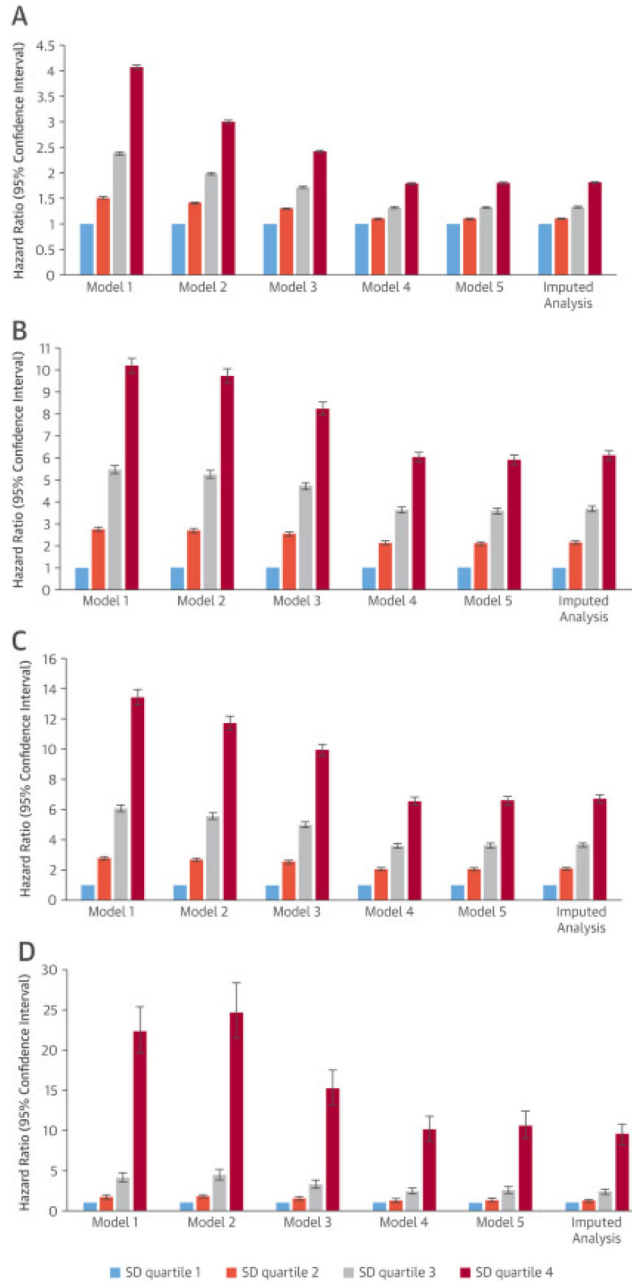 A
Hazard Ratio (95% Confidence Interval)
4.5
4
3.5
3
2.5
2
1.5
1
0.5
0
Model 1 Model 2 Model 3 Model 4 Model 5 Imputed
Analysis
B
Hazard Ratio (95% Confidence Interval)
11
10
9
8
7
6
5
4
3
2
1
0
Model 1 Model 2 Model 3 Model 4 Model 5 Imputed
Analysis
C
Hazard Ratio (95% Confidence Interval)
16
14
12
10
8
6
4
2
0
Model 1 Model 2 Model 3 Model 4 Model 5 Imputed
Analysis
D
Hazard Ratio (95% Confidence Interval)
30
25
20
15
10
5
0
Model 1 Model 2 Model 3 Model 4 Model 5 Imputed
Analysis
SD quartile 1 SD quartile 2 SD quartile 3 SD quartile 4